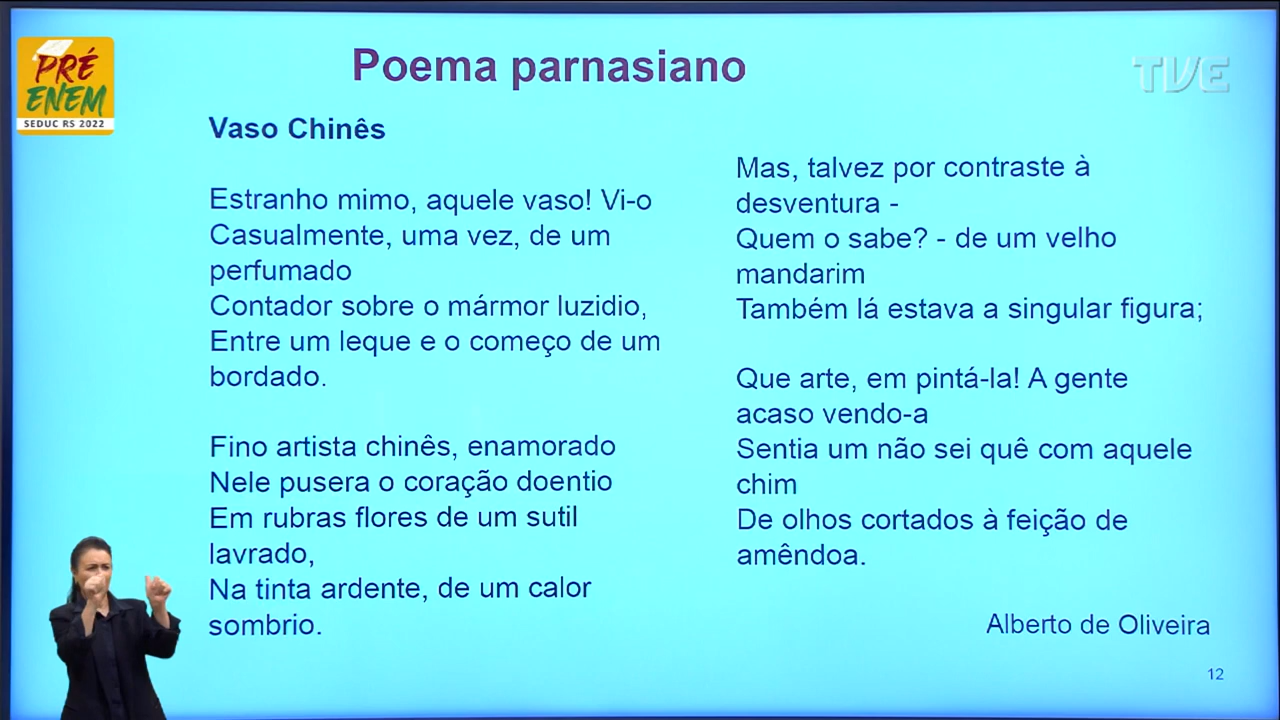 PRÉ
ENEM
SEDUC RS 2022
Poema parnasiano
TVE
Vaso Chinês
Estranho mimo, aquele vaso! Vi-o
Casualmente, uma vez, de um
perfumado
Contador sobre o mármor luzidio,
Entre um leque e o começo de um
bordado.
Fino artista chinês, enamorado
Nele pusera o coração doentio
Em rubras flores de um sutil
lavrado,
Na tinta ardente, de um calor
sombrio.
Mas, talvez por contraste à
desventura -
Quem o sabe? - de um velho
mandarim
Também lá estava a singular figura;
Que arte, em pintá-la! A gente
acaso vendo-a
Sentia um não sei quê com aquele
chim
De olhos cortados à feição de
amêndoa.
Alberto de Oliveira
12